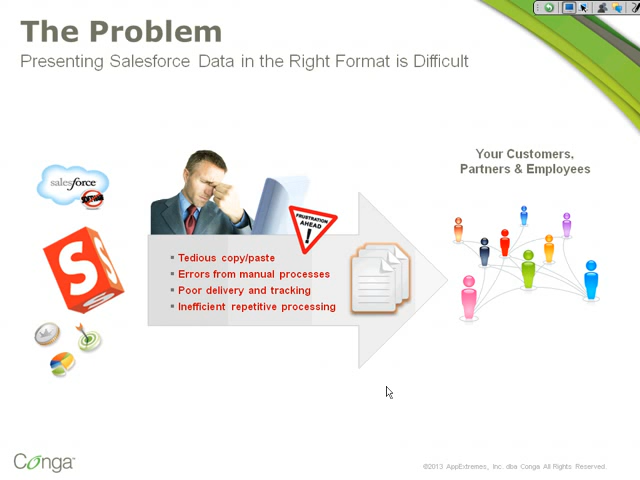 The Problem
Presenting Salesforce Data in the Right Format is Difficult
Your Customers,
Partners & Employees
salesforce
SOFTWARE
FRUSTRATION
AHEAD
!
S
S
Tedious copy/paste
Errors from manual processes
Poor delivery and tracking
Inefficient repetitive processing
Conga
©2013 AppExtremes, Inc. dba Conga. All Rights Reserved.